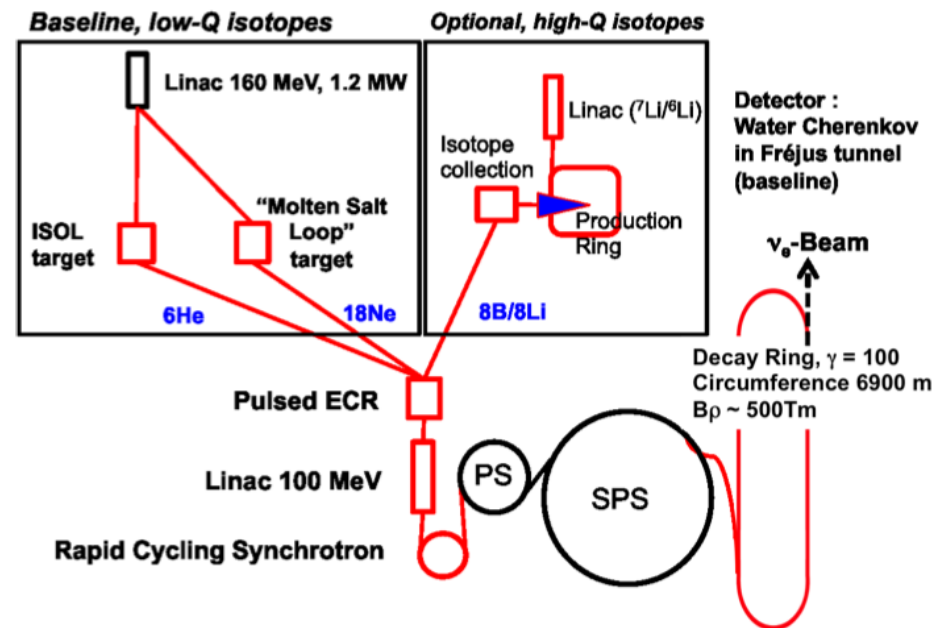 Baseline, low-Q isotopes
Linac 160 MeV, 1.2 MW
ISOL
target
“Molten Salt
Loop”
target
6He
18Ne
Optional, high-Q isotopes
Linac (⁷Li/⁶Li)
Isotope
collection
Production
Ring
8B/8Li
Detector :
Water Cherenkov
in Fréjus tunnel
(baseline)
νₑ-Beam
Decay Ring, γ = 100
Circumference 6900 m
Bρ ~ 500Tm
Pulsed ECR
Linac 100 MeV
Rapid Cycling Synchrotron
PS
SPS